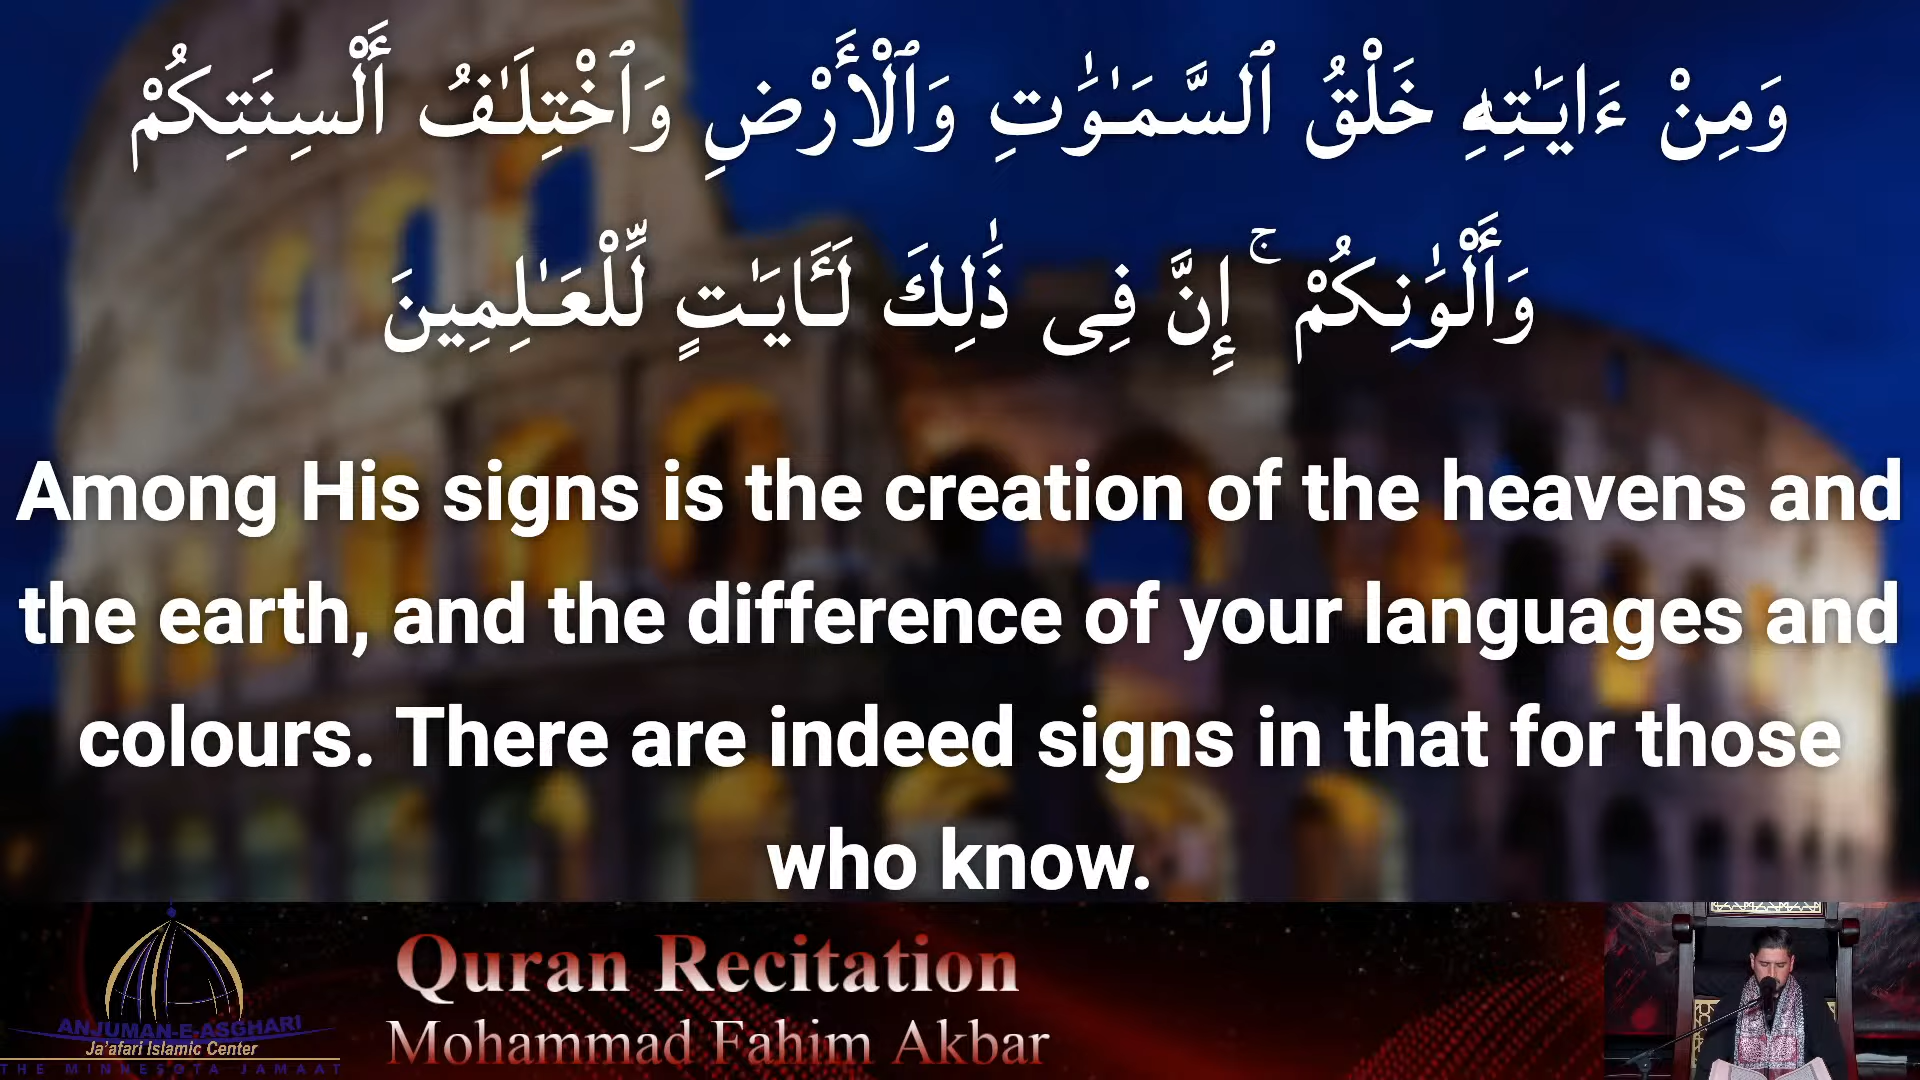 وَمِنْ ءَايَـٰتِهِۦ خَلْقُ ٱلسَّمَـٰوَٰتِ وَٱلْأَرْضِ وَٱخْتِلَـٰفُ أَلْسِنَتِكُمْ
وَأَلْوَٰنِكُمْ ۚ إِنَّ فِى ذَٰلِكَ لَـَٔايَـٰتٍ لِّلْعَـٰلِمِينَ
Among His signs is the creation of the heavens and
the earth, and the difference of your languages and
colours. There are indeed signs in that for those
who know.
Quran Recitation
Mohammad Fahim Akbar
ANJUMAN-E-ASGHARI
Ja'afari Islamic Center
THE MINNESOTA JAMAAT